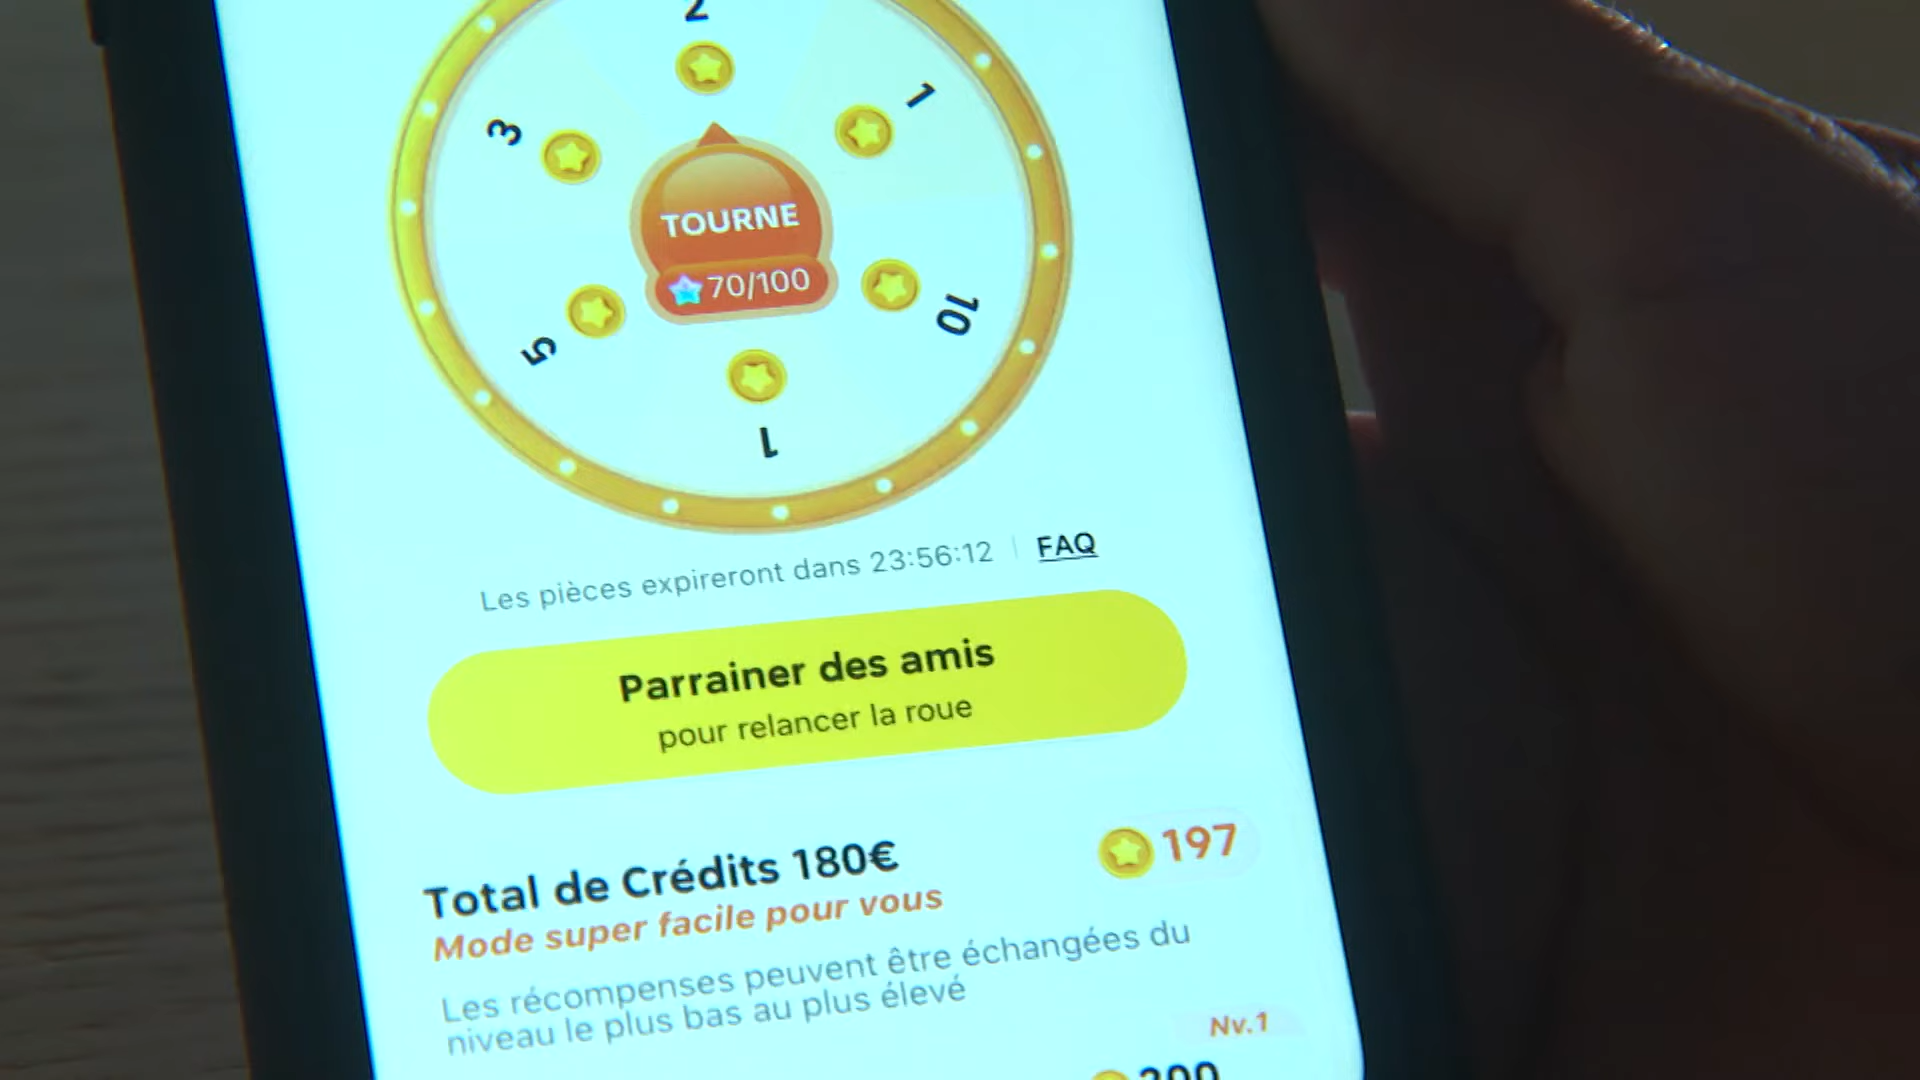 2
1
3
TOURNE
70/100
10
5
1
Les pièces expireront dans 23:56:12 | FAQ
Parrainer des amis
pour relancer la roue
Total de Crédits 180€
197
Mode super facile pour vous
Les récompenses peuvent être échangées du
niveau le plus bas au plus élevé
Nv.1